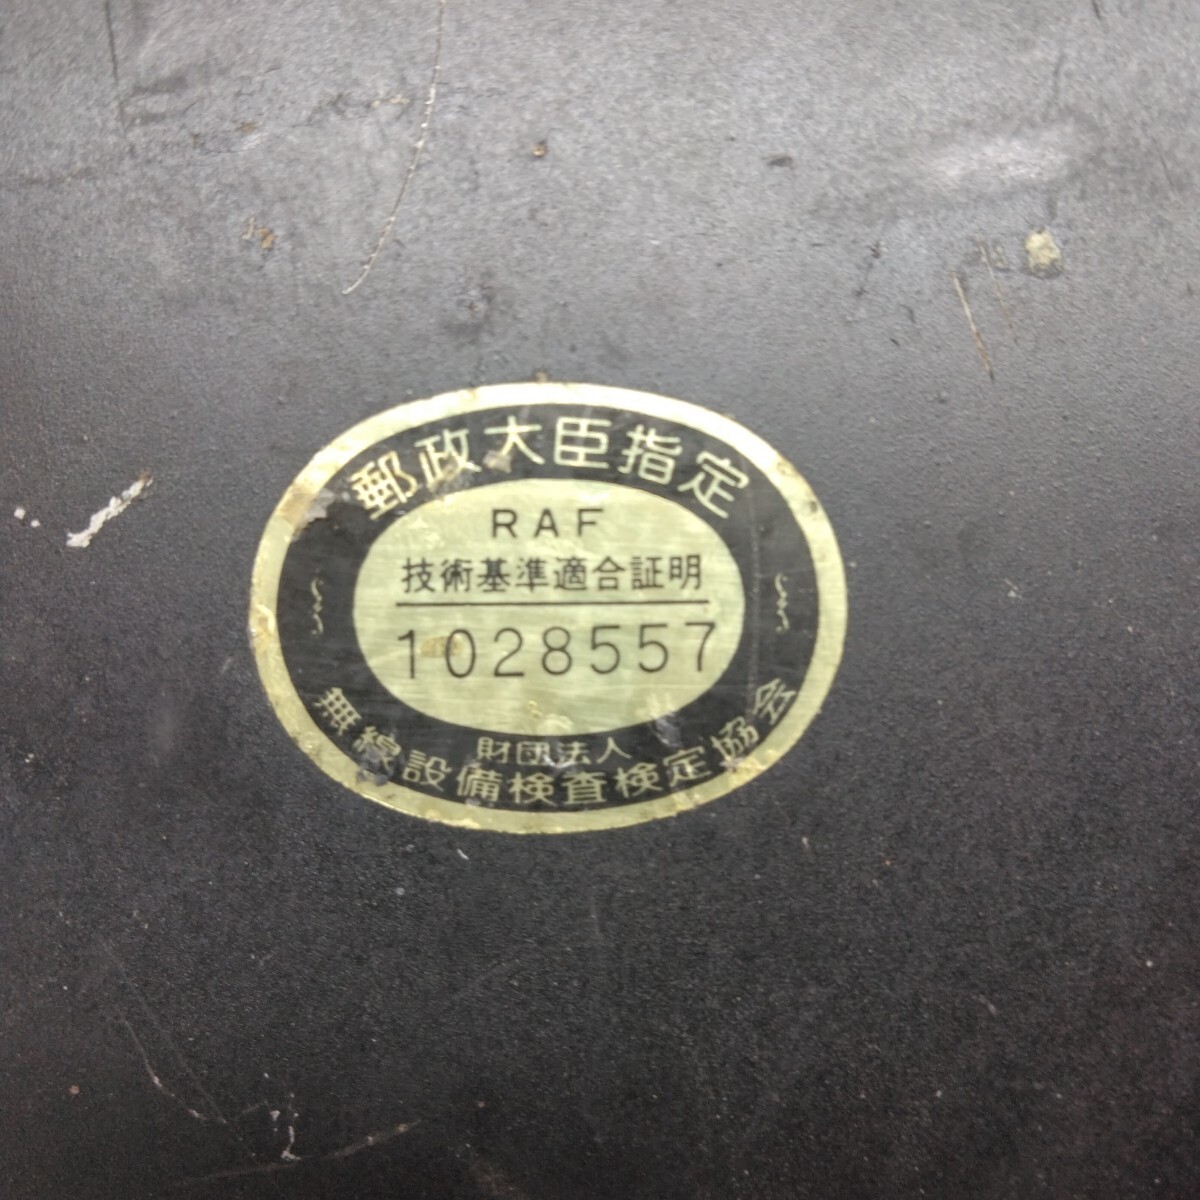 郵政大臣指定
RAF
技術基準適合証明
1028557
財団法人
無線設備検査検定協会